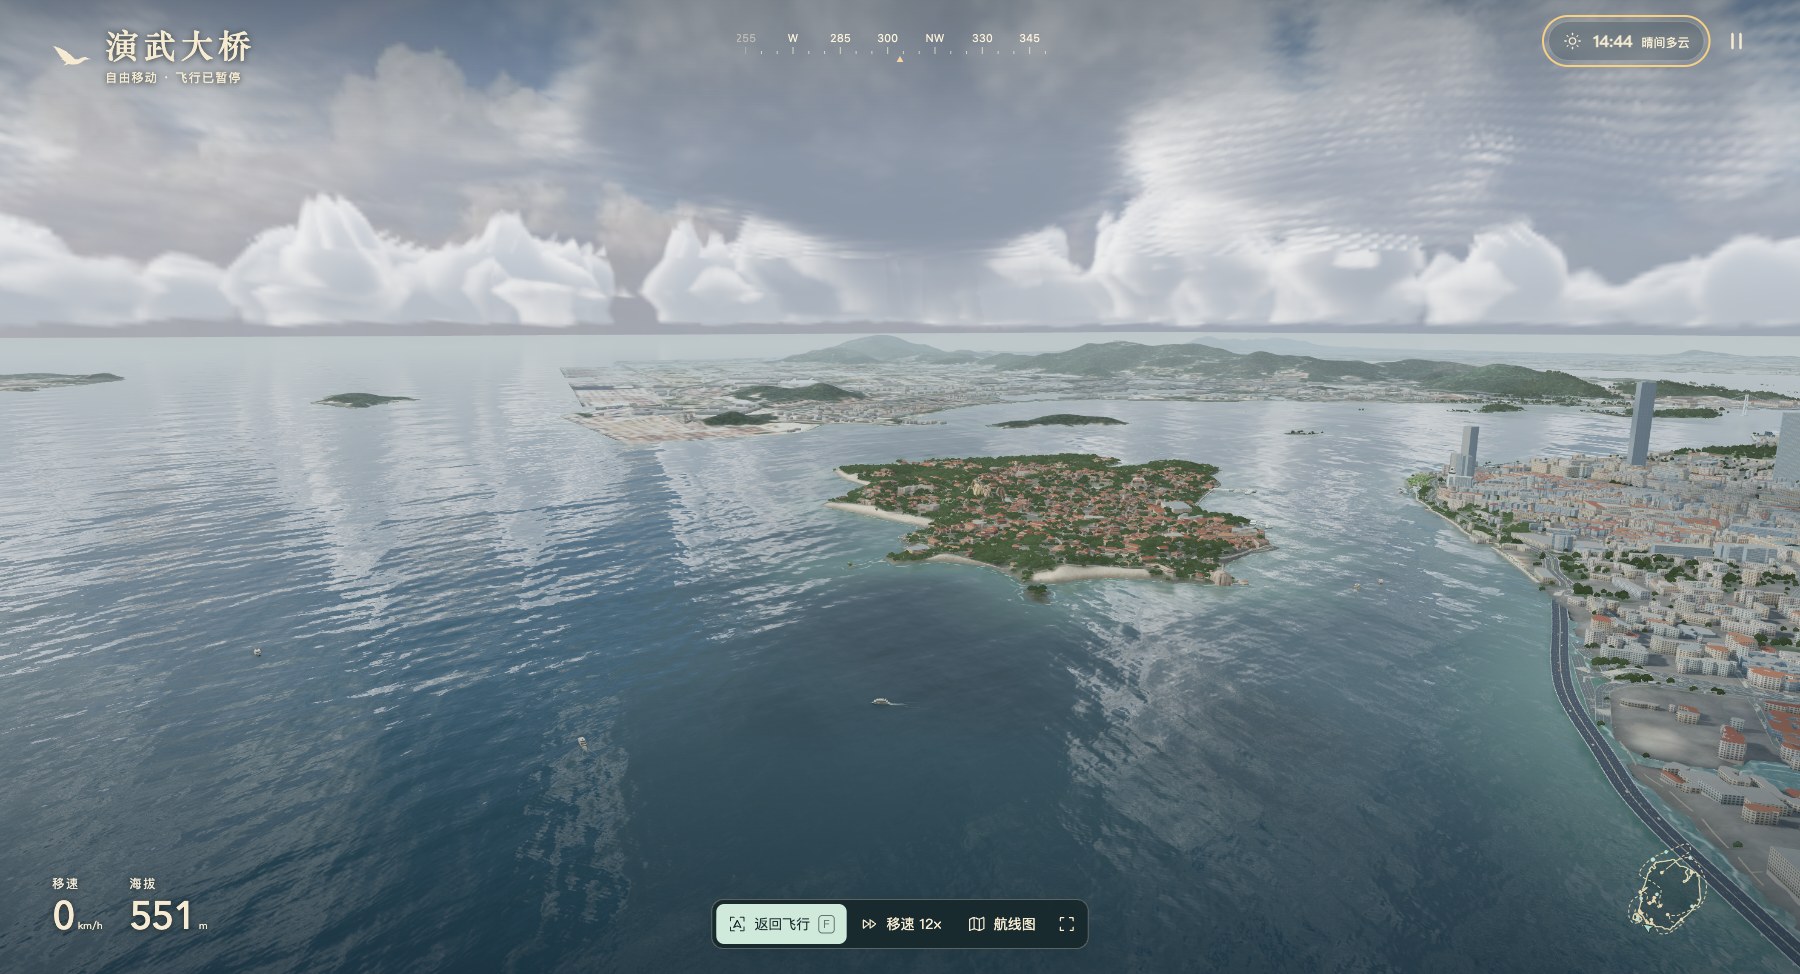 演武大桥
自由移动 · 飞行已暂停
255 W 285 300 NW 330 345
14:44 晴间多云
移速 海拔
0 km/h 551 m
返回飞行 F 移速 12x 航线图